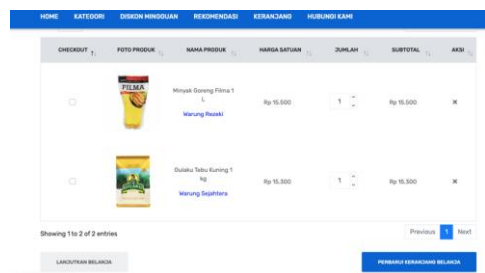 HOME KATEGORI DISKON MINGGUAN REKOMENDASI KERANJANG HUBUNGI KAMI
CHECKOUT FOTO PRODUK NAMA PRODUK HARGA SATUAN JUMLAH SUBTOTAL AKSI
FILMA
Minyak Goreng Filma 1
L
Warung Rezeki
Rp 15.500 1 Rp 15.500 ×
GULAKU
Gulaku Tebu Kuning 1
kg
Warung Sejahtera
Rp 15.300 1 Rp 15.300 ×
Showing 1 to 2 of 2 entries
Previous 1 Next
LANJUTKAN BELANJA PERBARUI KERANJANG BELANJA